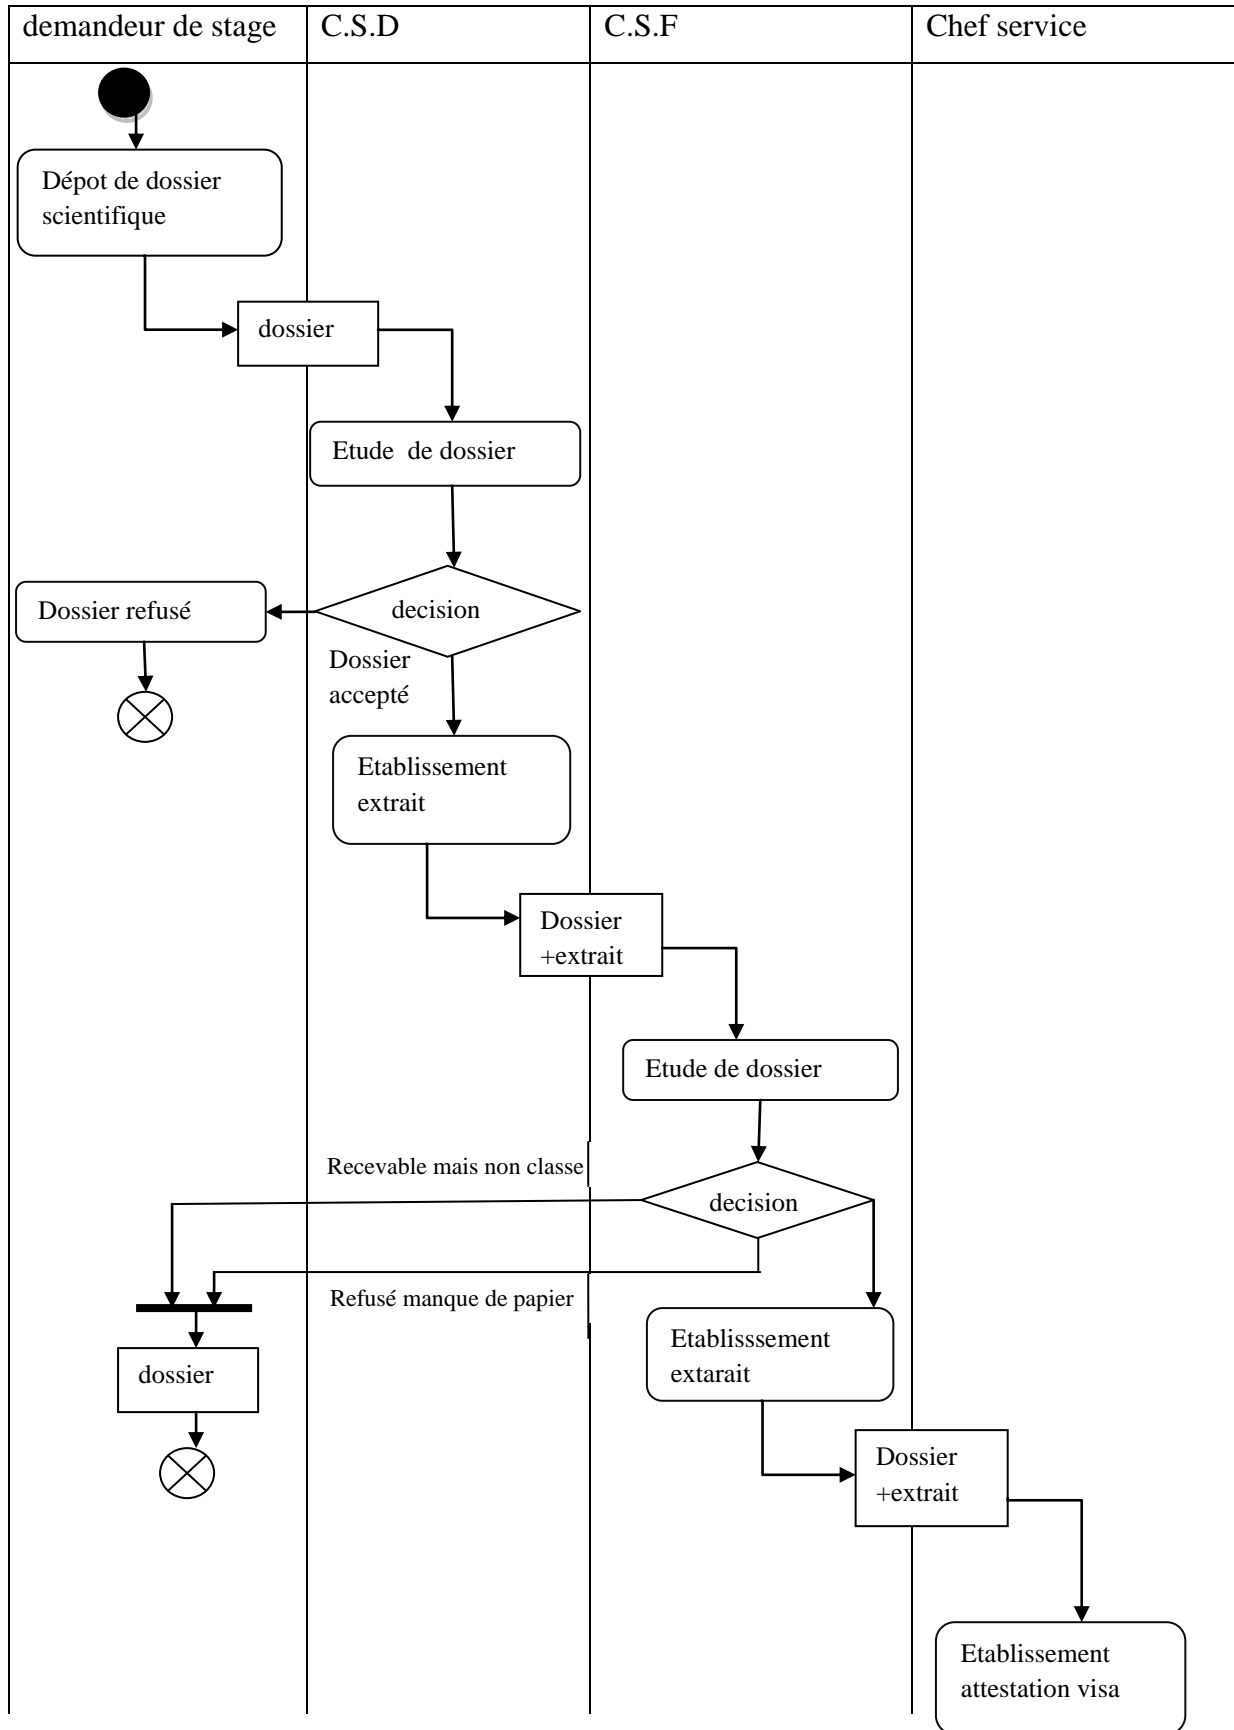 demandeur de stage
C.S.D
C.S.F
Chef service
Dépot de dossier
scientifique
dossier
Etude de dossier
Dossier refusé
decision
Dossier
accepté
Etablissement
extrait
Dossier
+extrait
Etude de dossier
Recevable mais non classe
decision
Refusé manque de papier
Etablisssement
extarait
dossier
Dossier
+extrait
Etablissement
attestation visa